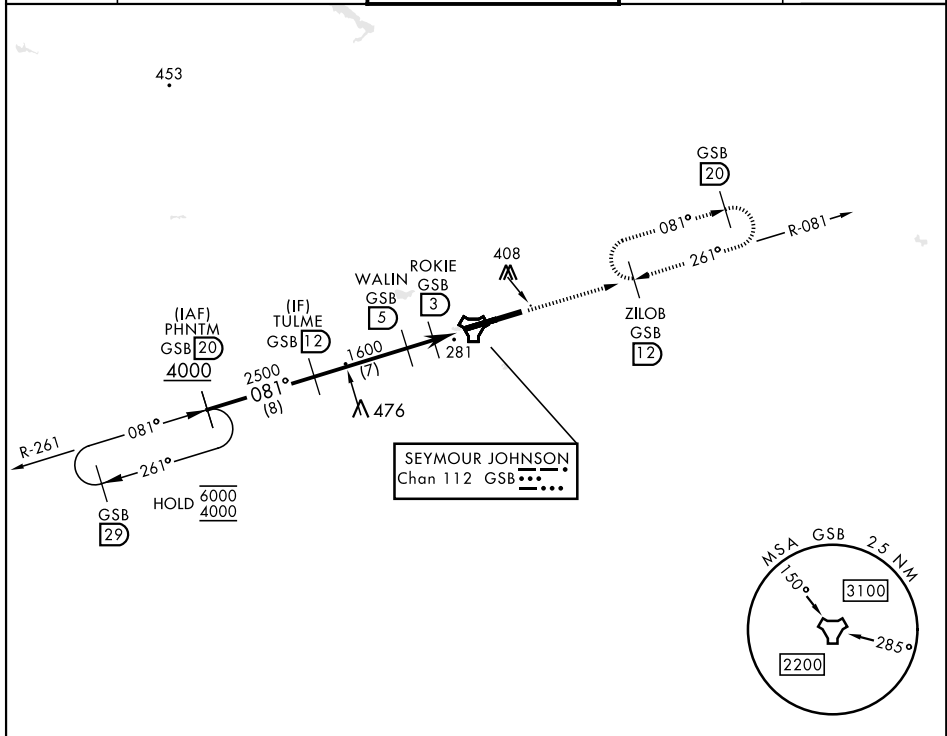 453
GSB
20
081°
R-081
261°
408
ROKIE
GSB
3
WALIN
GSB
5
ZILOB
GSB
12
(IF)
TULME
GSB 12
(IAF)
PHNTM
GSB 20
4000
281
1600
(7)
2500
081°
(8)
476
081°
R-261
261°
HOLD 6000
4000
GSB
29
SEYMOUR JOHNSON
Chan 112 GSB
MSA GSB 25 NM
150°
3100
285°
2200